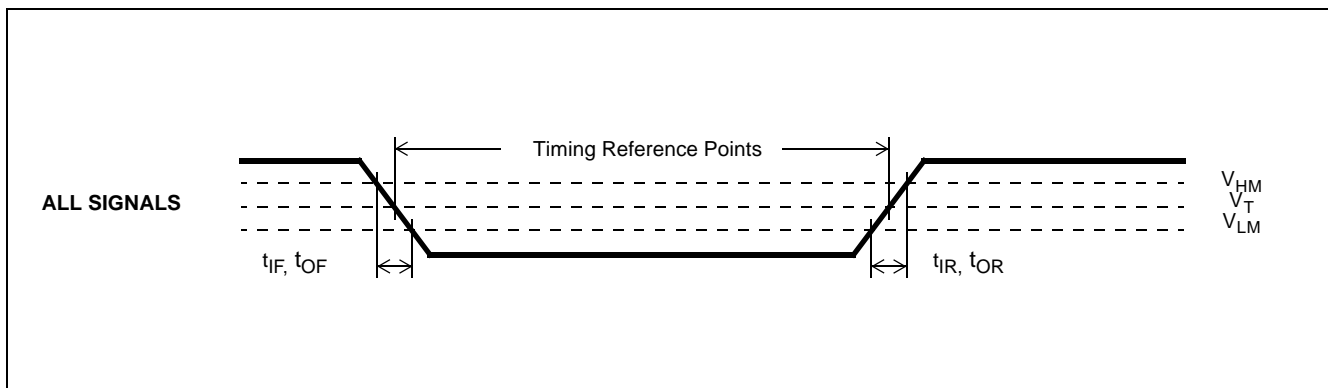 Timing Reference Points
ALL SIGNALS
V_HM
V_T
V_LM
t_IF, t_OF
t_IR, t_OR